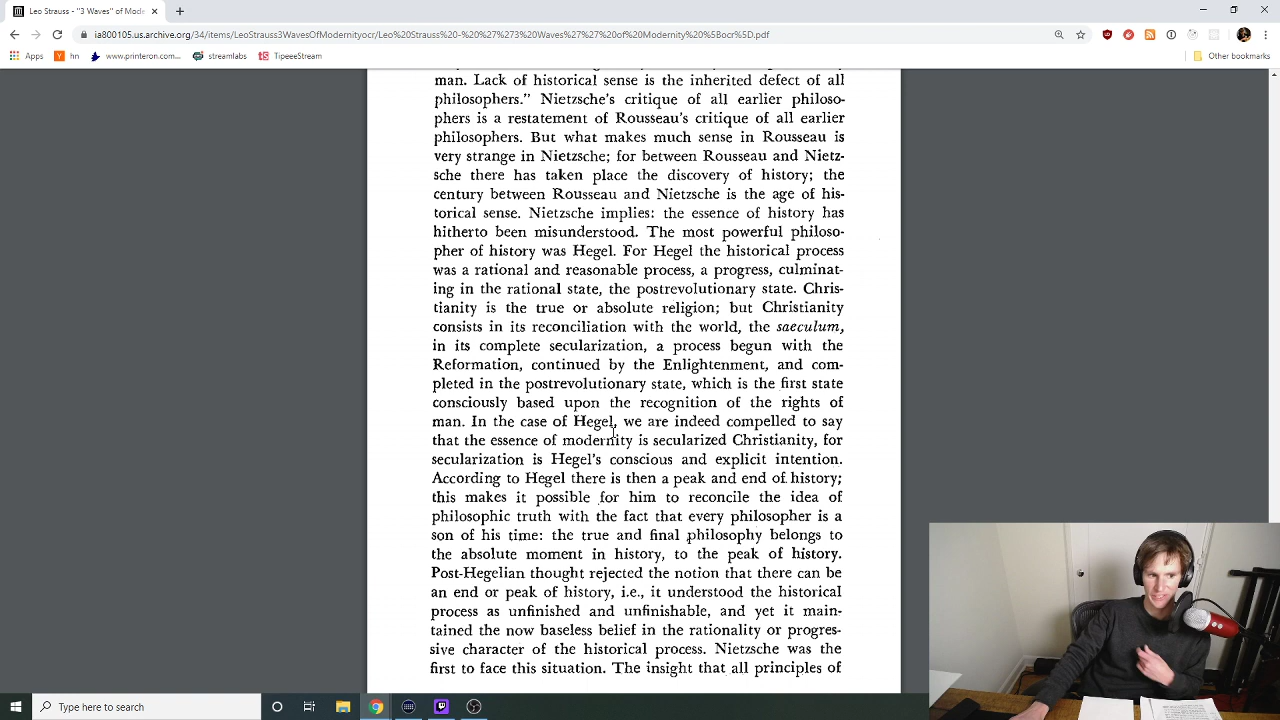 Leo Strauss - "3 Waves" of Mode
ia800105.us.archive.org/34/items/LeoStrauss3WavesOfModernityocr/Leo%20Strauss%20-%20%27%273%20Waves%27%27%20of%20Modernity%20%5Bocr%5D.pdf
Apps
hn
www.printeron.com...
streamlabs
TipeeeStream
Other bookmarks
man. Lack of historical sense is the inherited defect of all
philosophers.” Nietzsche's critique of all earlier philoso-
phers is a restatement of Rousseau's critique of all earlier
philosophers. But what makes much sense in Rousseau is
very strange in Nietzsche; for between Rousseau and Nietz-
sche there has taken place the discovery of history; the
century between Rousseau and Nietzsche is the age of his-
torical sense. Nietzsche implies: the essence of history has
hitherto been misunderstood. The most powerful philoso-
pher of history was Hegel. For Hegel the historical process
was a rational and reasonable process, a progress, culminat-
ing in the rational state, the postrevolutionary state. Chris-
tianity is the true or absolute religion; but Christianity
consists in its reconciliation with the world, the saeculum,
in its complete secularization, a process begun with the
Reformation, continued by the Enlightenment, and com-
pleted in the postrevolutionary state, which is the first state
consciously based upon the recognition of the rights of
man. In the case of Hegel, we are indeed compelled to say
that the essence of modernity is secularized Christianity, for
secularization is Hegel's conscious and explicit intention.
According to Hegel there is then a peak and end of history;
this makes it possible for him to reconcile the idea of
philosophic truth with the fact that every philosopher is a
son of his time: the true and final philosophy belongs to
the absolute moment in history, to the peak of history.
Post-Hegelian thought rejected the notion that there can be
an end or peak of history, i.e., it understood the historical
process as unfinished and unfinishable, and yet it main-
tained the now baseless belief in the rationality or progres-
sive character of the historical process. Nietzsche was the
first to face this situation. The insight that all principles of
Type here to search